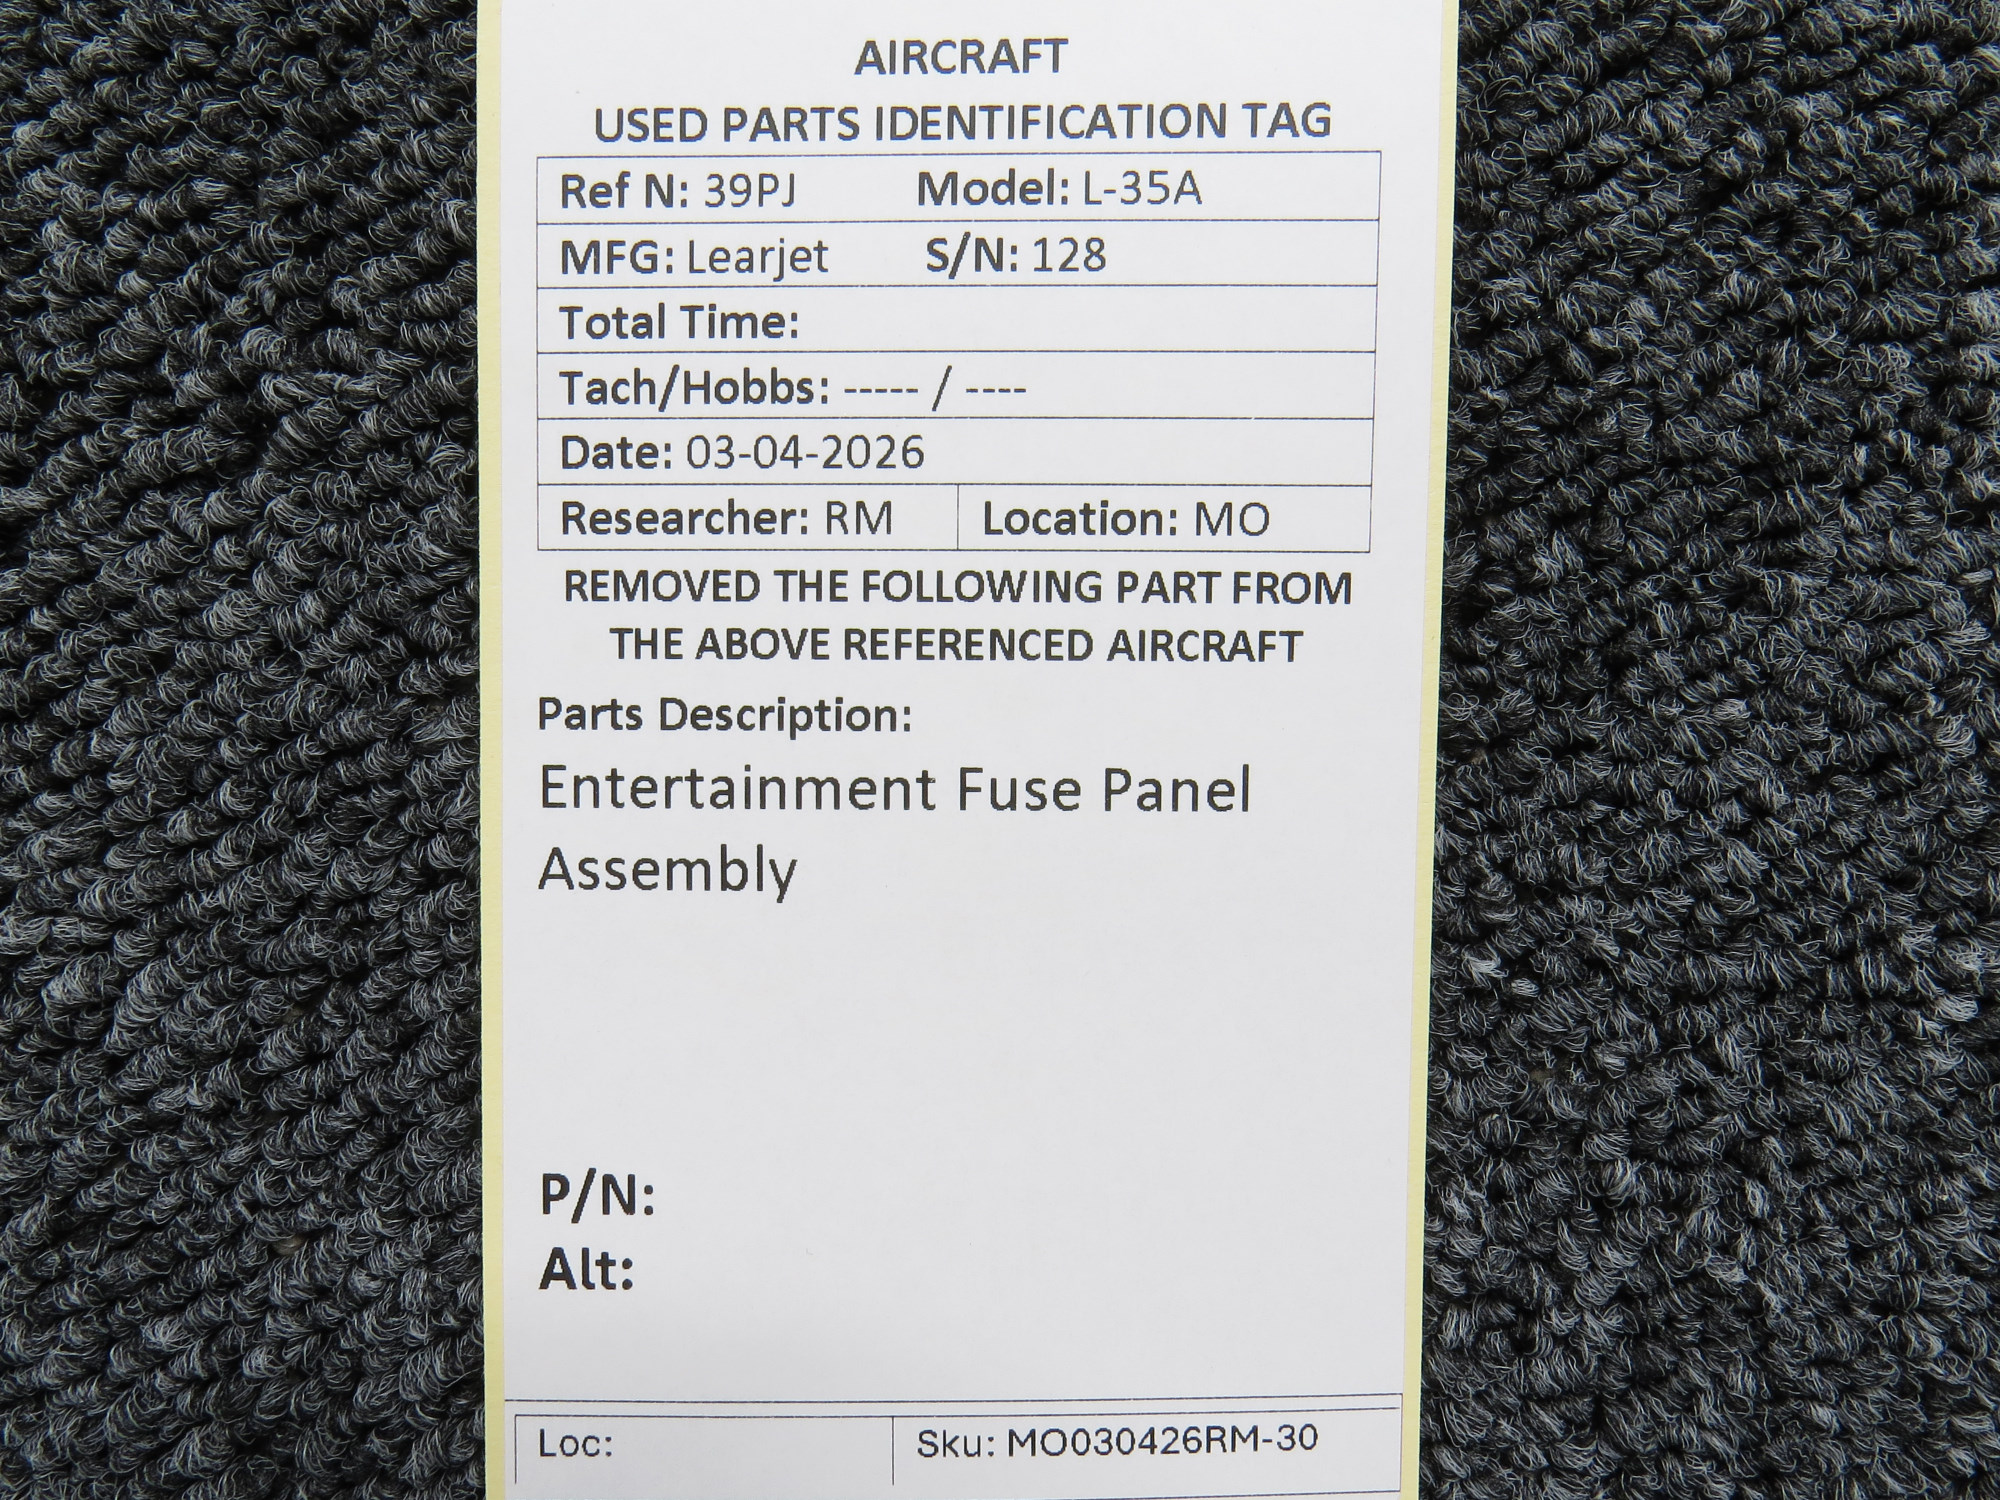 AIRCRAFT
USED PARTS IDENTIFICATION TAG
Ref N: 39PJ Model: L-35A
MFG: Learjet S/N: 128
Total Time:
Tach/Hobbs: ----- / ----
Date: 03-04-2026
Researcher: RM Location: MO
REMOVED THE FOLLOWING PART FROM
THE ABOVE REFERENCED AIRCRAFT
Parts Description:
Entertainment Fuse Panel
Assembly
P/N:
Alt:
Loc: Sku: MO030426RM-30